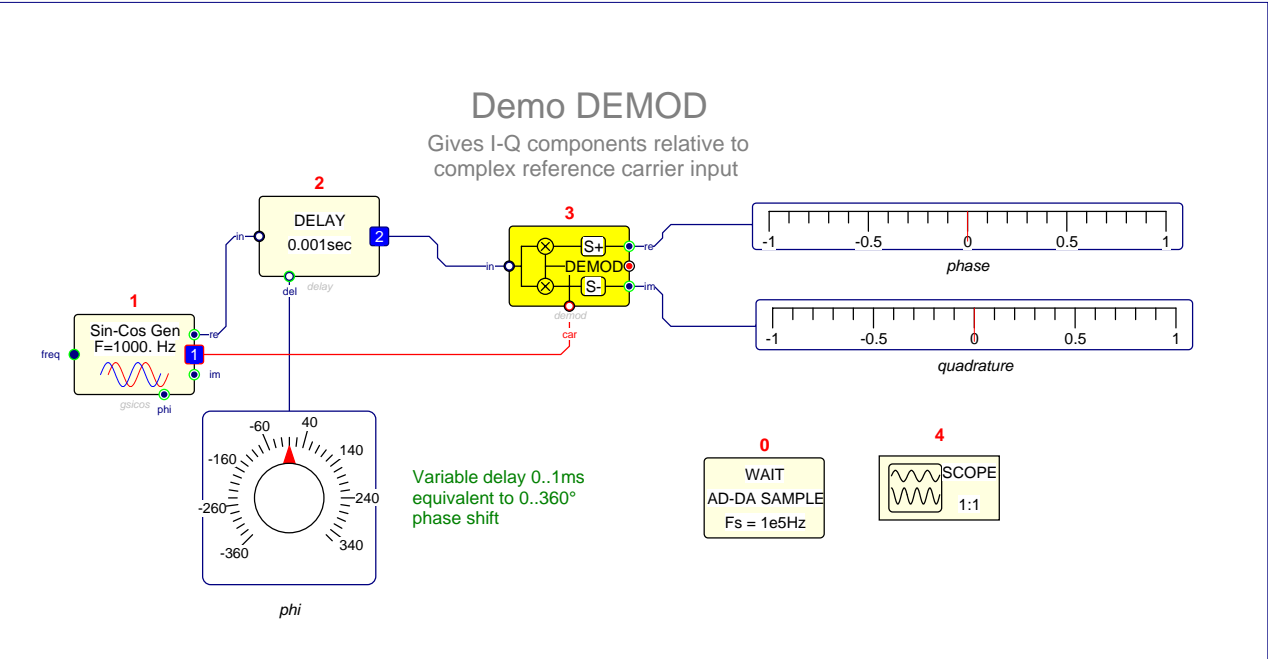 Demo DEMOD
Gives I-Q components relative to
complex reference carrier input
2
DELAY
0.001sec
in
2
del
delay
3
S+
DEMOD
S-
in
re
im
demod
car
-1
-0.5
0
0.5
1
phase
-1
-0.5
0
0.5
1
quadrature
1
Sin-Cos Gen
F=1000. Hz
freq
re
1
im
gsicos
phi
-360
-260
-160
-60
40
140
240
340
phi
Variable delay 0..1ms
equivalent to 0..360°
phase shift
0
WAIT
AD-DA SAMPLE
Fs = 1e5Hz
4
SCOPE
1:1